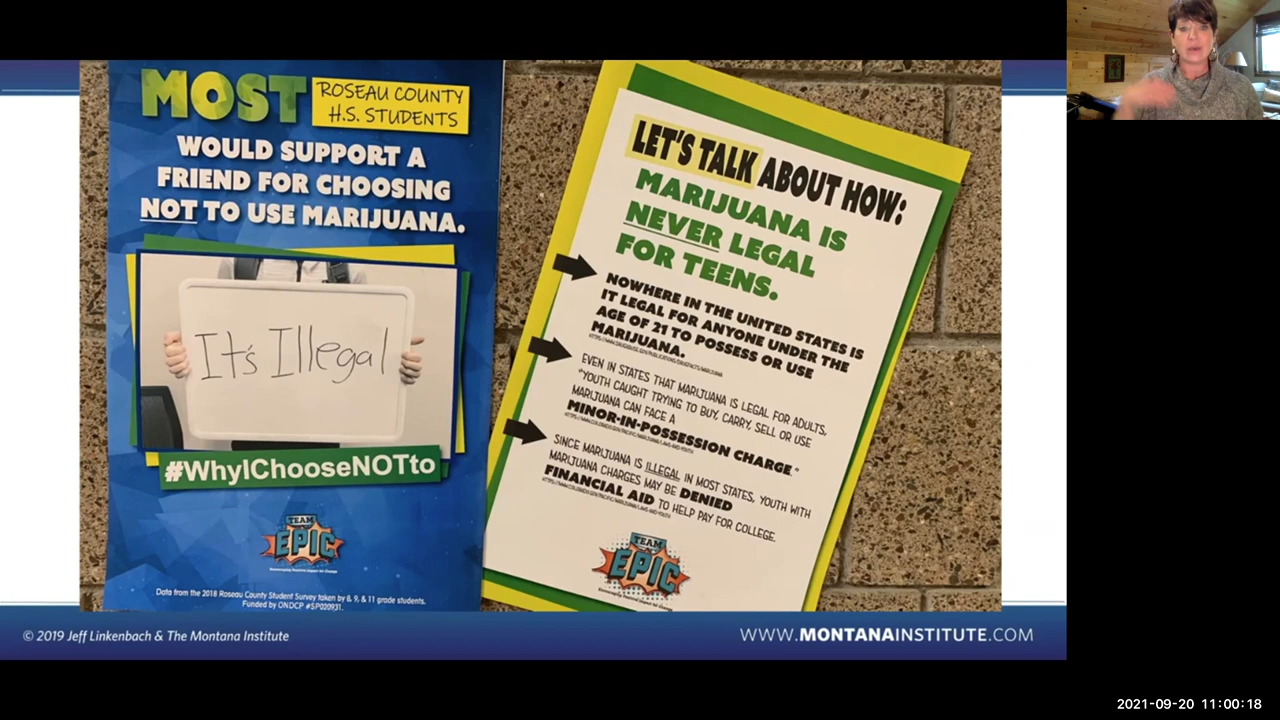 MOST
ROSEAU COUNTY
H.S. STUDENTS
WOULD SUPPORT A
FRIEND FOR CHOOSING
NOT TO USE MARIJUANA.
It's Illegal
#WhyIChooseNOTto
TEAM
EPIC
Encouraging Positive Impact for Change
Data from the 2018 Roseau County Student Survey taken by 8, 9, & 11 grade students.
Funded by ONDCP #SP020931.
LET'S TALK ABOUT HOW:
MARIJUANA IS
NEVER LEGAL
FOR TEENS.
NOWHERE IN THE UNITED STATES IS
IT LEGAL FOR ANYONE UNDER THE
AGE OF 21 TO POSSESS OR USE
MARIJUANA.
EVEN IN STATES THAT MARIJUANA IS LEGAL FOR ADULTS,
"YOUTH CAUGHT TRYING TO BUY, CARRY, SELL OR USE
MARIJUANA CAN FACE A
MINOR-IN-POSSESSION CHARGE."
SINCE MARIJUANA IS ILLEGAL IN MOST STATES, YOUTH WITH
MARIJUANA CHARGES MAY BE DENIED
FINANCIAL AID TO HELP PAY FOR COLLEGE.
TEAM
EPIC
© 2019 Jeff Linkenbach & The Montana Institute
WWW.MONTANAINSTITUTE.COM
2021-09-20 11:00:18